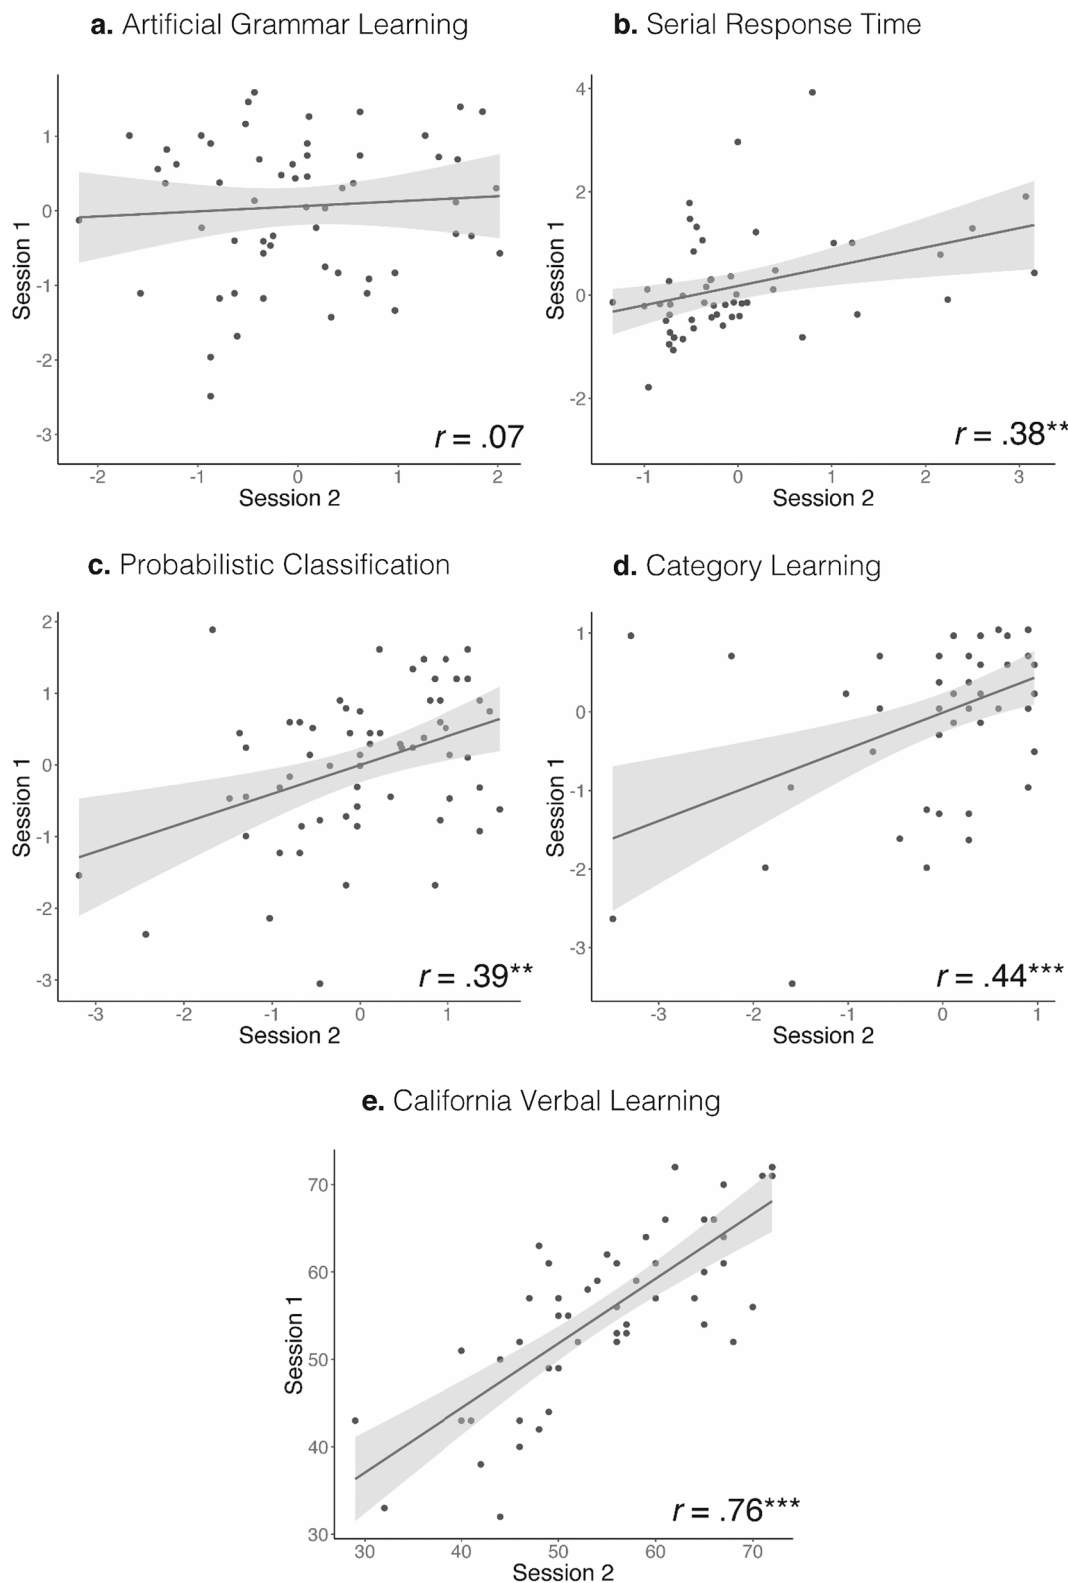 a. Artificial Grammar Learning
Session 1
1
0
-1
-2
-3
r = .07
-2 -1 0 1 2
Session 2
b. Serial Response Time
Session 1
4
2
0
-2
r = .38**
-1 0 1 2 3
Session 2
c. Probabilistic Classification
Session 1
2
1
0
-1
-2
-3
r = .39**
-3 -2 -1 0 1
Session 2
d. Category Learning
Session 1
1
0
-1
-2
-3
r = .44***
-3 -2 -1 0 1
Session 2
e. California Verbal Learning
Session 1
70
60
50
40
30
r = .76***
30 40 50 60 70
Session 2